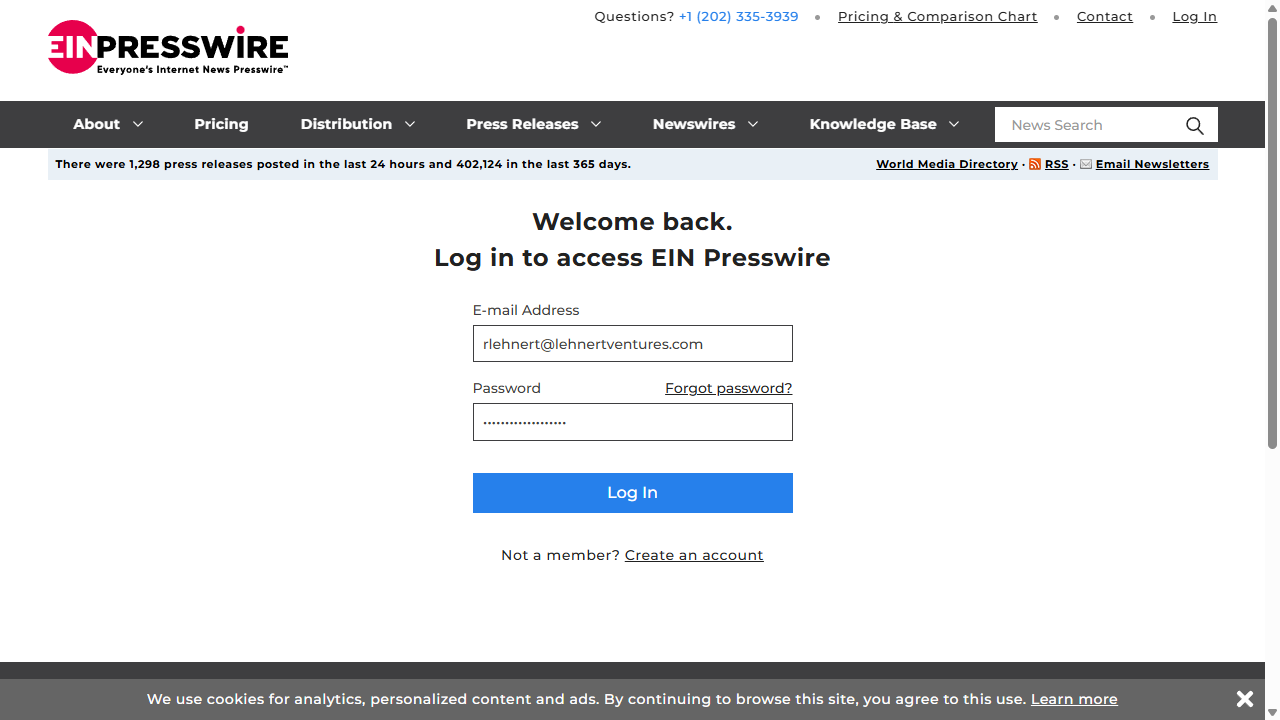 Questions? +1 (202) 335-3939 • Pricing & Comparison Chart • Contact • Log In
EINPRESSWIRE
Everyone's Internet News Presswire™
About Pricing Distribution Press Releases Newswires Knowledge Base News Search
There were 1,298 press releases posted in the last 24 hours and 402,124 in the last 365 days. World Media Directory · RSS · Email Newsletters
Welcome back.
Log in to access EIN Presswire
E-mail Address
rlehnert@lehnertventures.com
Password Forgot password?
•••••••••••••••••••
Log In
Not a member? Create an account
We use cookies for analytics, personalized content and ads. By continuing to browse this site, you agree to this use. Learn more